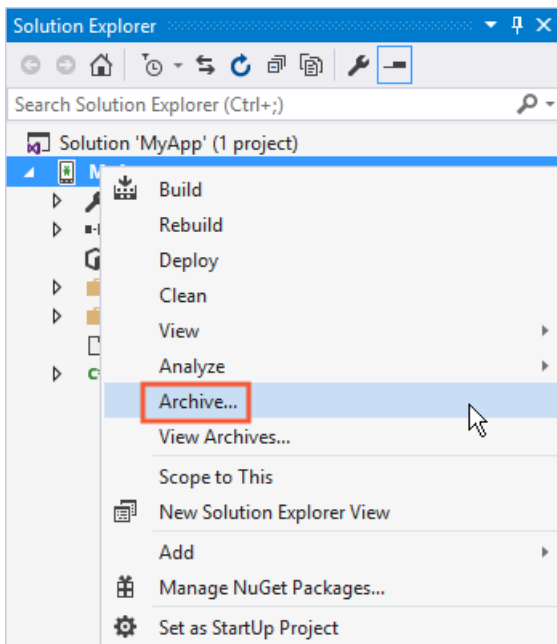 Solution Explorer
Search Solution Explorer (Ctrl+;)
Solution 'MyApp' (1 project)
Build
Rebuild
Deploy
Clean
View
Analyze
Archive...
View Archives...
Scope to This
New Solution Explorer View
Add
Manage NuGet Packages...
Set as StartUp Project